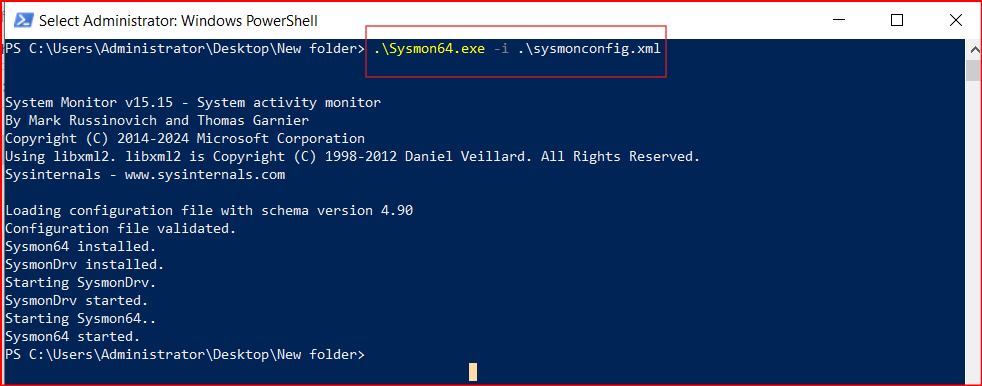 Select Administrator: Windows PowerShell
PS C:\Users\Administrator\Desktop\New folder> .\Sysmon64.exe -i .\sysmonconfig.xml
System Monitor v15.15 - System activity monitor
By Mark Russinovich and Thomas Garnier
Copyright (C) 2014-2024 Microsoft Corporation
Using libxml2. libxml2 is Copyright (C) 1998-2012 Daniel Veillard. All Rights Reserved.
Sysinternals - www.sysinternals.com
Loading configuration file with schema version 4.90
Configuration file validated.
Sysmon64 installed.
SysmonDrv installed.
Starting SysmonDrv.
SysmonDrv started.
Starting Sysmon64..
Sysmon64 started.
PS C:\Users\Administrator\Desktop\New folder>